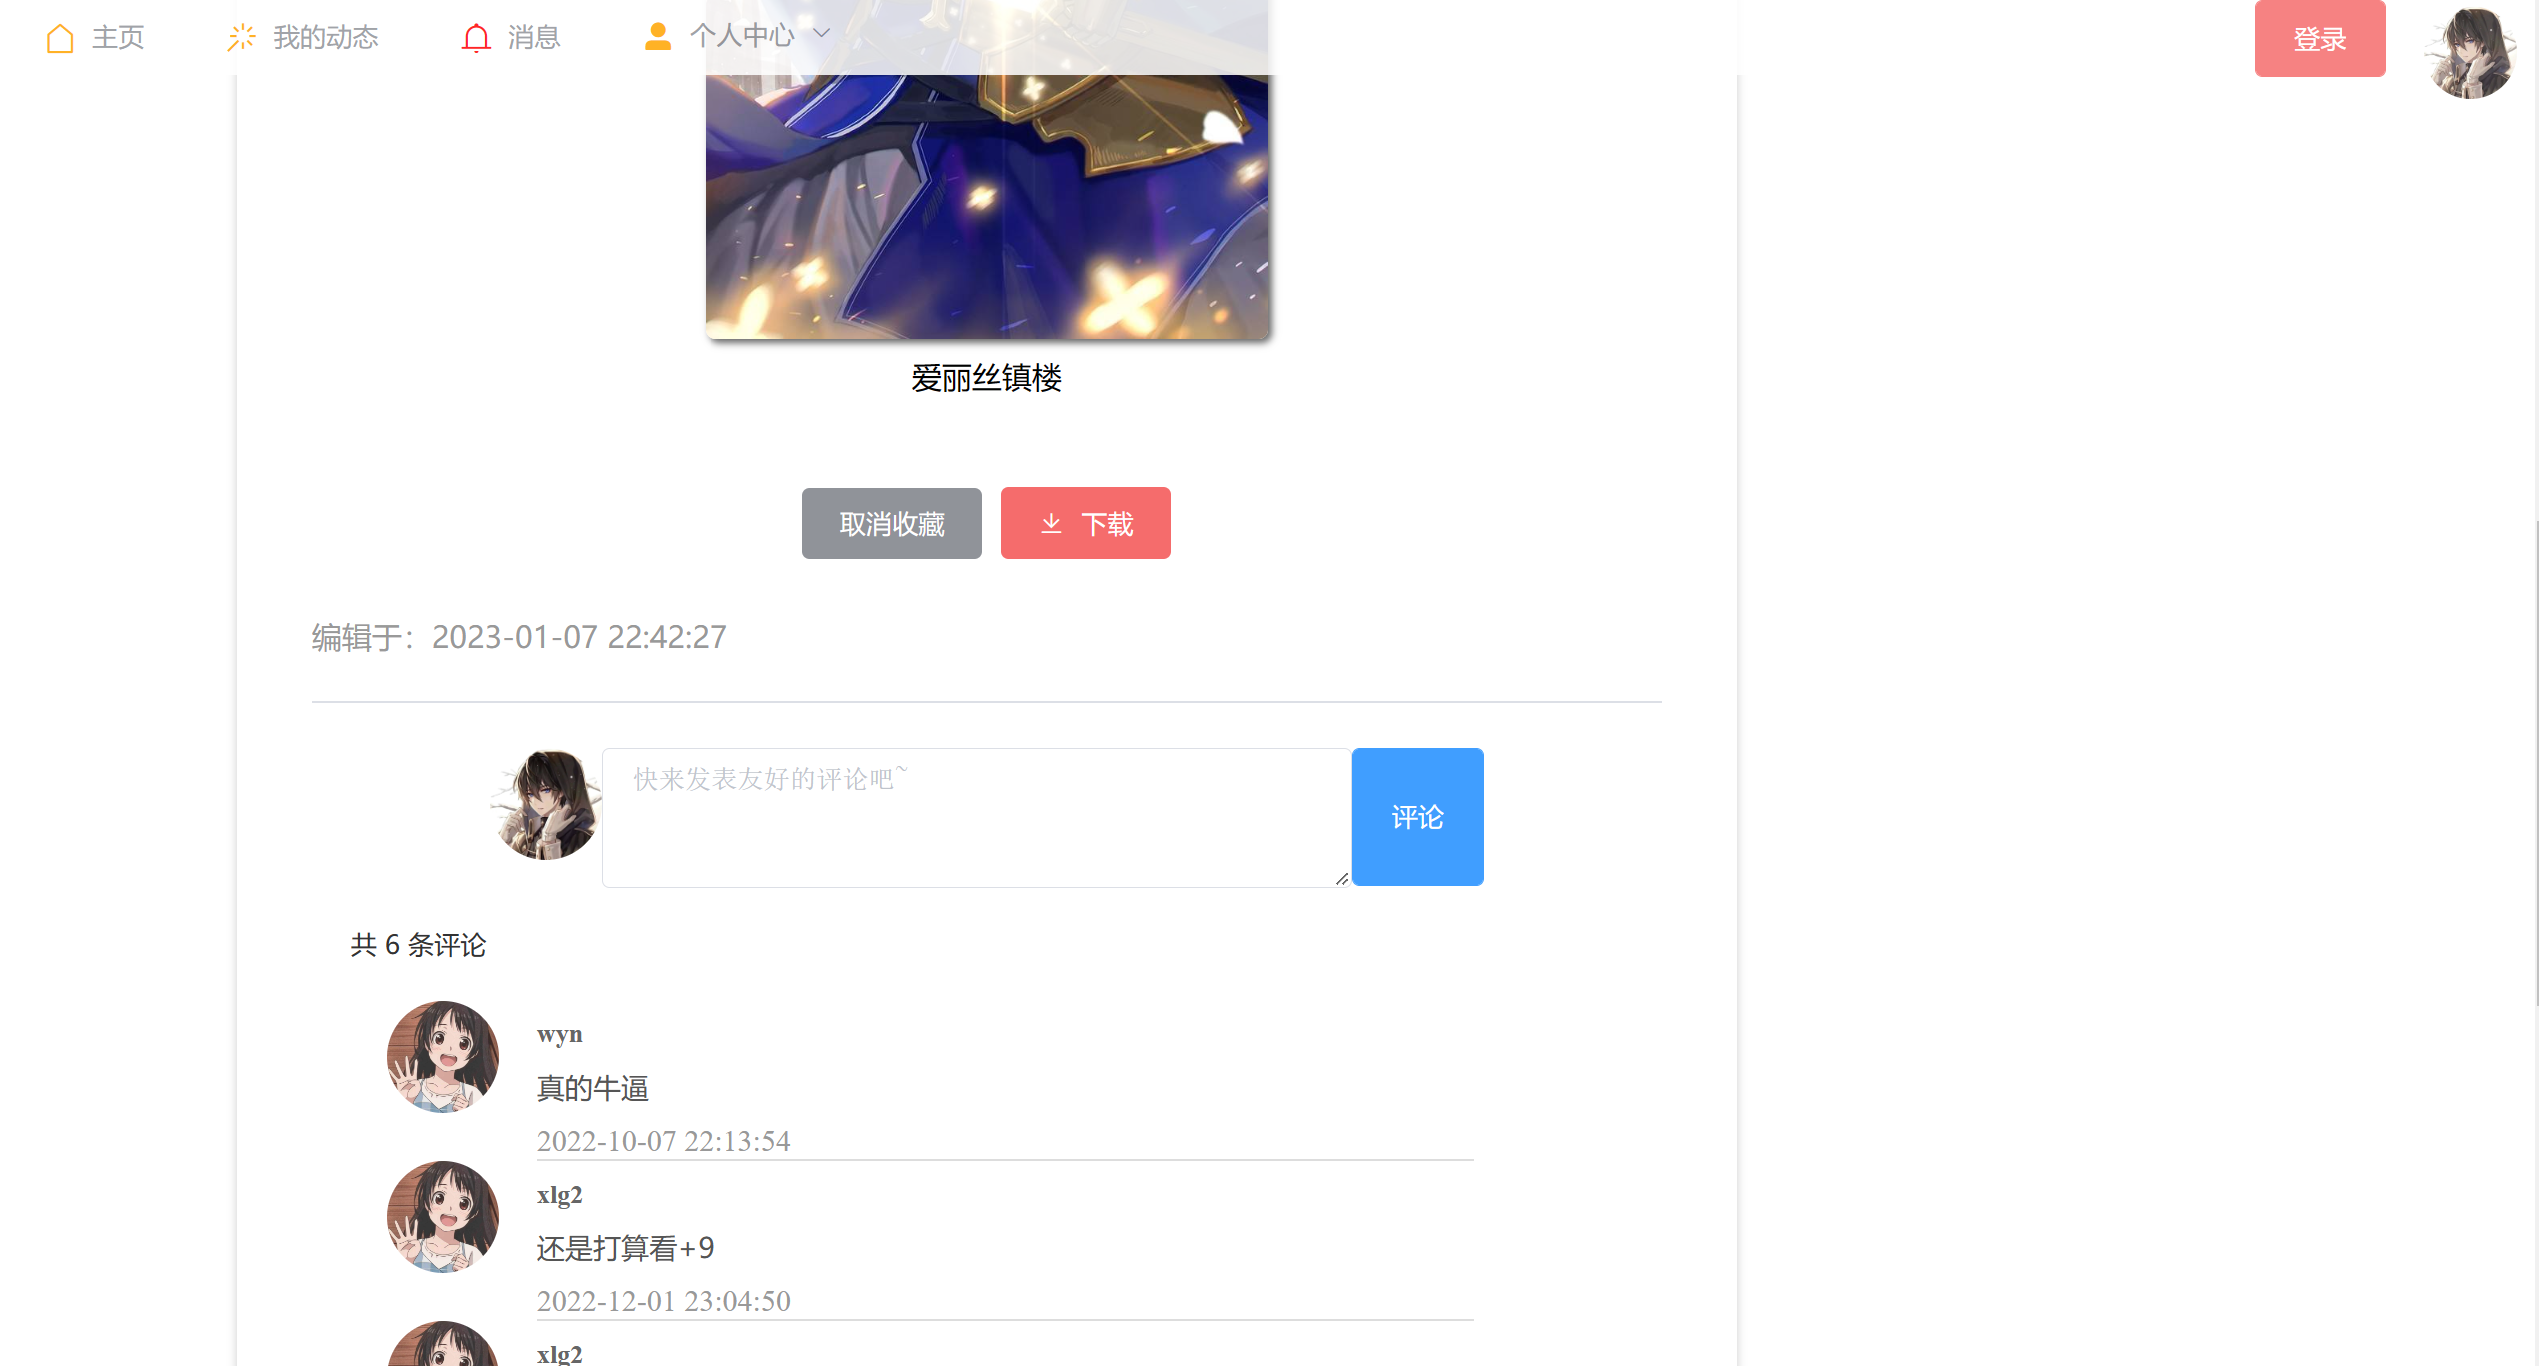 主页
我的动态
消息
个人中心
登录
爱丽丝镇楼
取消收藏
下载
编辑于：2023-01-07 22:42:27
快来发表友好的评论吧~
评论
共 6 条评论
wyn
真的牛逼
2022-10-07 22:13:54
xlg2
还是打算看+9
2022-12-01 23:04:50
xlg2